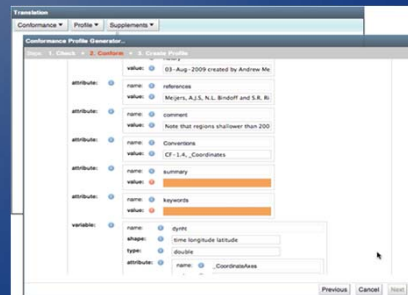 Translation
Conformance ▼ Profile ▼ Supplements ▼
Conformance Profile Generator..
Steps 1. Check » 2. Conform » 3. Create Profile
history
value: 03-Aug-2009 created by Andrew Me
attribute: name: references
value: Meijers, A.J.S, N.L. Bindoff and S.R. Ri
attribute: name: comment
value: Note that regions shallower than 200
attribute: name: Conventions
value: CF-1.4, _Coordinates
attribute: name: summary
value:
attribute: name: keywords
value:
variable: name: dynht
shape: time longitude latitude
type: double
attribute: name: _CoordinateAxes
Previous Cancel Next